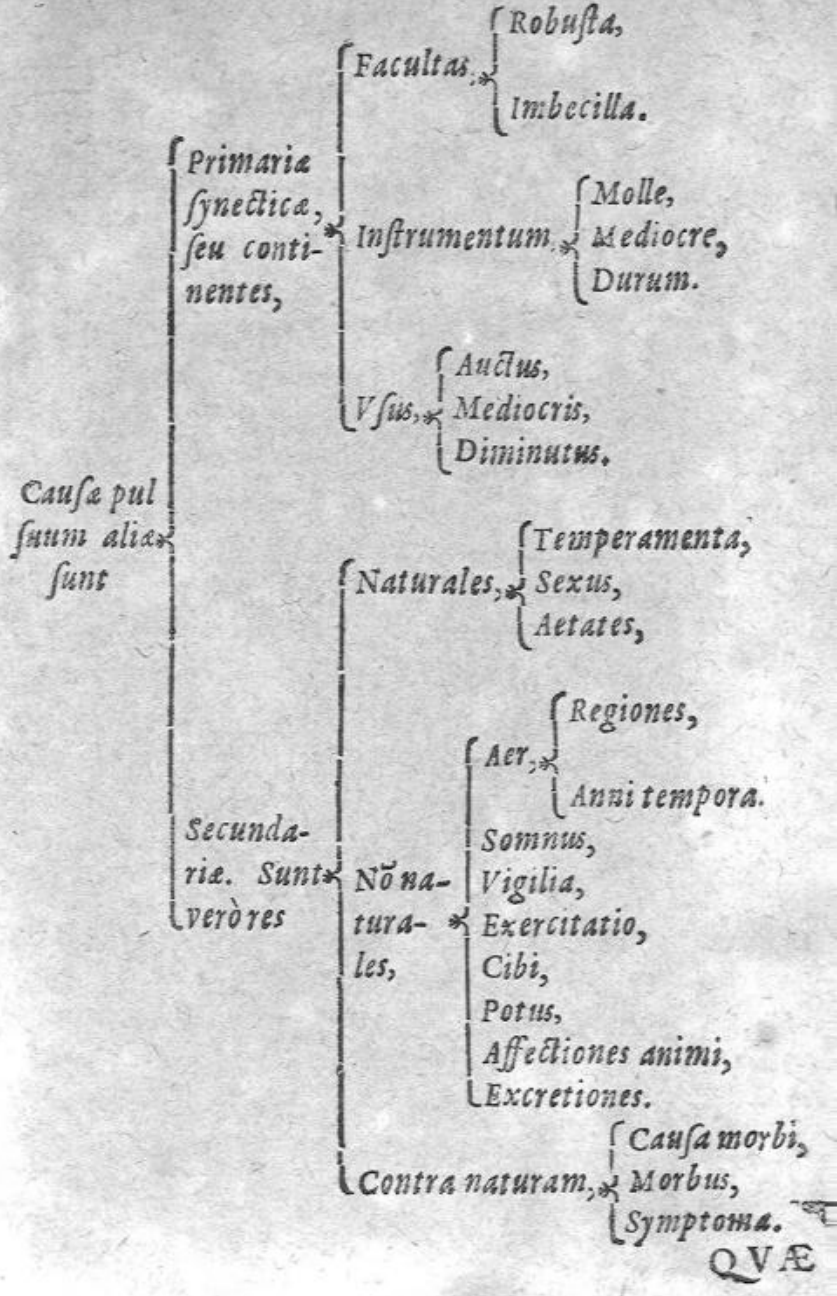 Robuſta,
Facultas,
Imbecilla.
Primariæ
ſynecticæ,
ſeu conti-
nentes,
Molle,
Inſtrumentum,
Mediocre,
Durum.
Auctus,
Vſus,
Mediocris,
Diminutus.
Cauſæ pul
ſuum aliæ
ſunt
Temperamenta,
Naturales,
Sexus,
Aetates,
Regiones,
Aer,
Anni tempora.
Secunda-
riæ. Sunt
verò res
Nõ na-
tura-
les,
Somnus,
Vigilia,
Exercitatio,
Cibi,
Potus,
Affectiones animi,
Excretiones.
Cauſa morbi,
Contra naturam,
Morbus,
Symptoma.
QVÆ